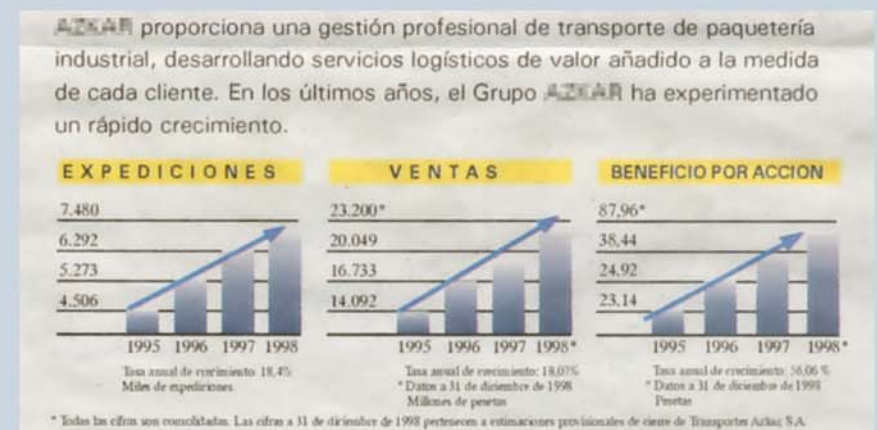 AZKAR proporciona una gestión profesional de transporte de paquetería
industrial, desarrollando servicios logísticos de valor añadido a la medida
de cada cliente. En los últimos años, el Grupo AZKAR ha experimentado
un rápido crecimiento.
EXPEDICIONES
7.480
6.292
5.273
4.506
1995 1996 1997 1998
Tasa anual de crecimiento: 18,4%
Miles de expediciones
VENTAS
23.200*
20.049
16.733
14.092
1995 1996 1997 1998*
Tasa anual de crecimiento: 18,07%
* Datos a 31 de diciembre de 1998
Millones de pesetas
BENEFICIO POR ACCION
87,96*
38,44
24,92
23,14
1995 1996 1997 1998*
Tasa anual de crecimiento: 56,06 %
* Datos a 31 de diciembre de 1998
Pesetas
* Todas las cifras son consolidadas. Las cifras a 31 de diciembre de 1998 pertenecen a estimaciones provisionales de cierre de Transportes Azkar, S.A.